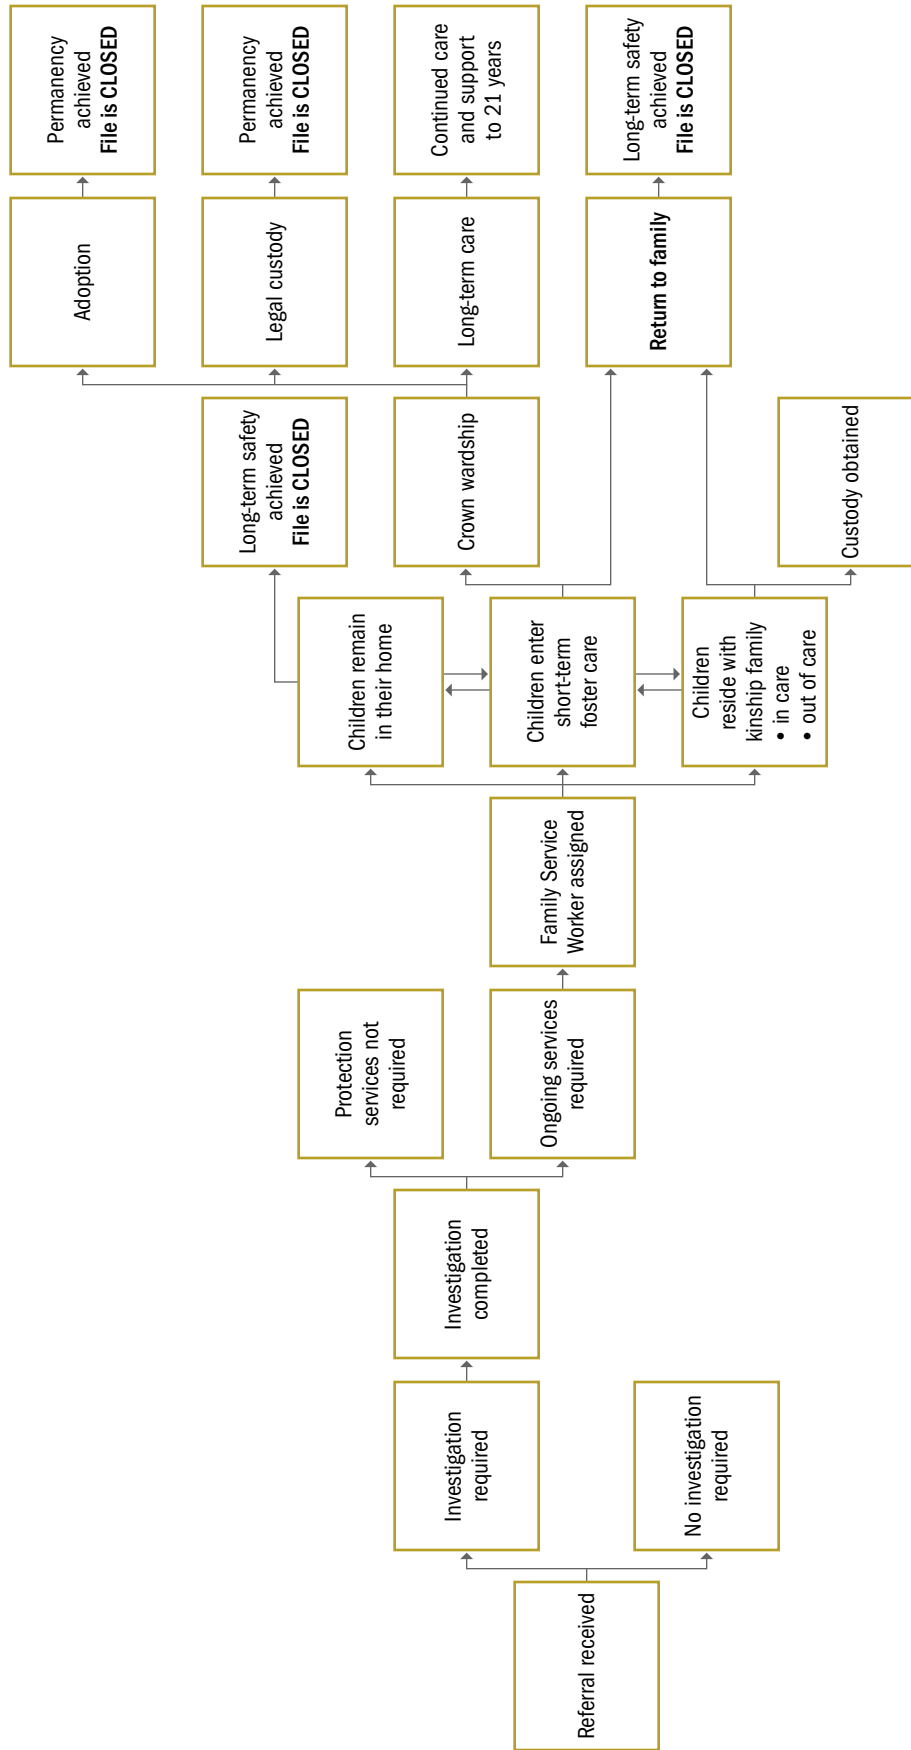 Referral received
Investigation
required
No investigation
required
Investigation
completed
Protection
services not
required
Ongoing services
required
Family Service
Worker assigned
Children remain
in their home
Children enter
short-term
foster care
Children
reside with
kinship family
• in care
• out of care
Long-term safety
achieved
File is CLOSED
Crown wardship
Custody obtained
Adoption
Legal custody
Long-term care
Return to family
Permanency
achieved
File is CLOSED
Permanency
achieved
File is CLOSED
Continued care
and support
to 21 years
Long-term safety
achieved
File is CLOSED